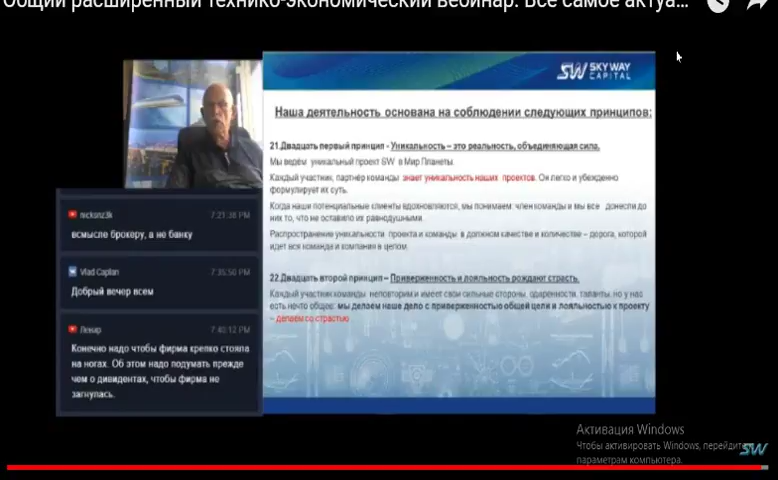 Общий расширенный технико-экономический вебинар. Все самое актуа...
SW SKY WAY
CAPITAL
Наша деятельность основана на соблюдении следующих принципов:
21.Двадцать первый принцип - Уникальность – это реальность, объединяющая сила.
Мы ведем уникальный проект SW в Мир Планеты.
Каждый участник, партнёр команды знает уникальность наших проектов. Он легко и убежденно
формулирует их суть.
Когда наши потенциальные клиенты вдохновляются, мы понимаем: член команды и мы все донесли до
них то, что не оставило их равнодушными.
Распространение уникальности проекта и команды в должном качестве и количестве – дорога, которой
идет вся команда и компания в целом.
22.Двадцать второй принцип – Приверженность и лояльность рождают страсть.
Каждый участник команды неповторим и имеет свои сильные стороны, одаренности, таланты, но у нас
есть нечто общее: мы делаем наше дело с приверженностью общей цели и лояльностью к проекту
– делаем со страстью
nicksnz3k 7:21:38 PM
всмысле брокеру, а не банку
Vlad Caplan 7:35:50 PM
Добрый вечер всем
Ленар 7:40:12 PM
Конечно надо чтобы фирма крепко стояла
на ногах. Об этом надо подумать прежде
чем о дивидентах, чтобы фирма не
загнулась.
Активация Windows
Чтобы активировать Windows, перейдите
параметрам компьютера.
SW